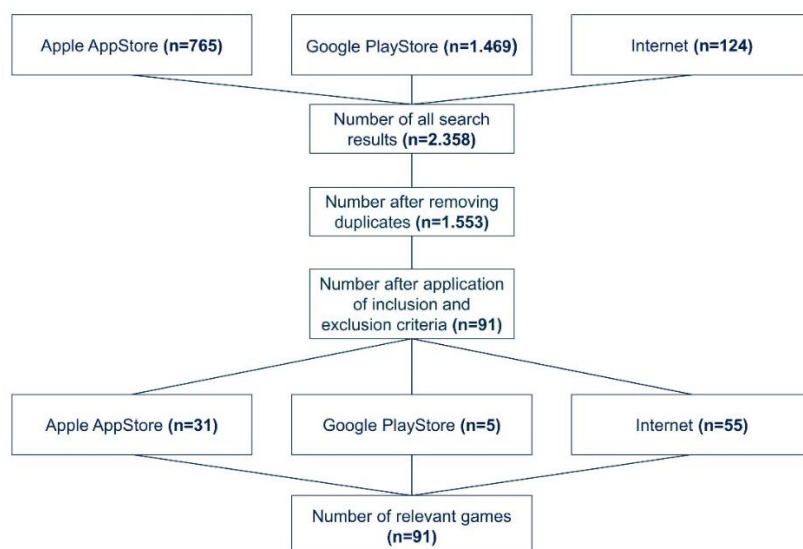 Apple AppStore (n=765)
Google PlayStore (n=1.469)
Internet (n=124)
Number of all search
results (n=2.358)
Number after removing
duplicates (n=1.553)
Number after application
of inclusion and
exclusion criteria (n=91)
Apple AppStore (n=31)
Google PlayStore (n=5)
Internet (n=55)
Number of relevant games
(n=91)